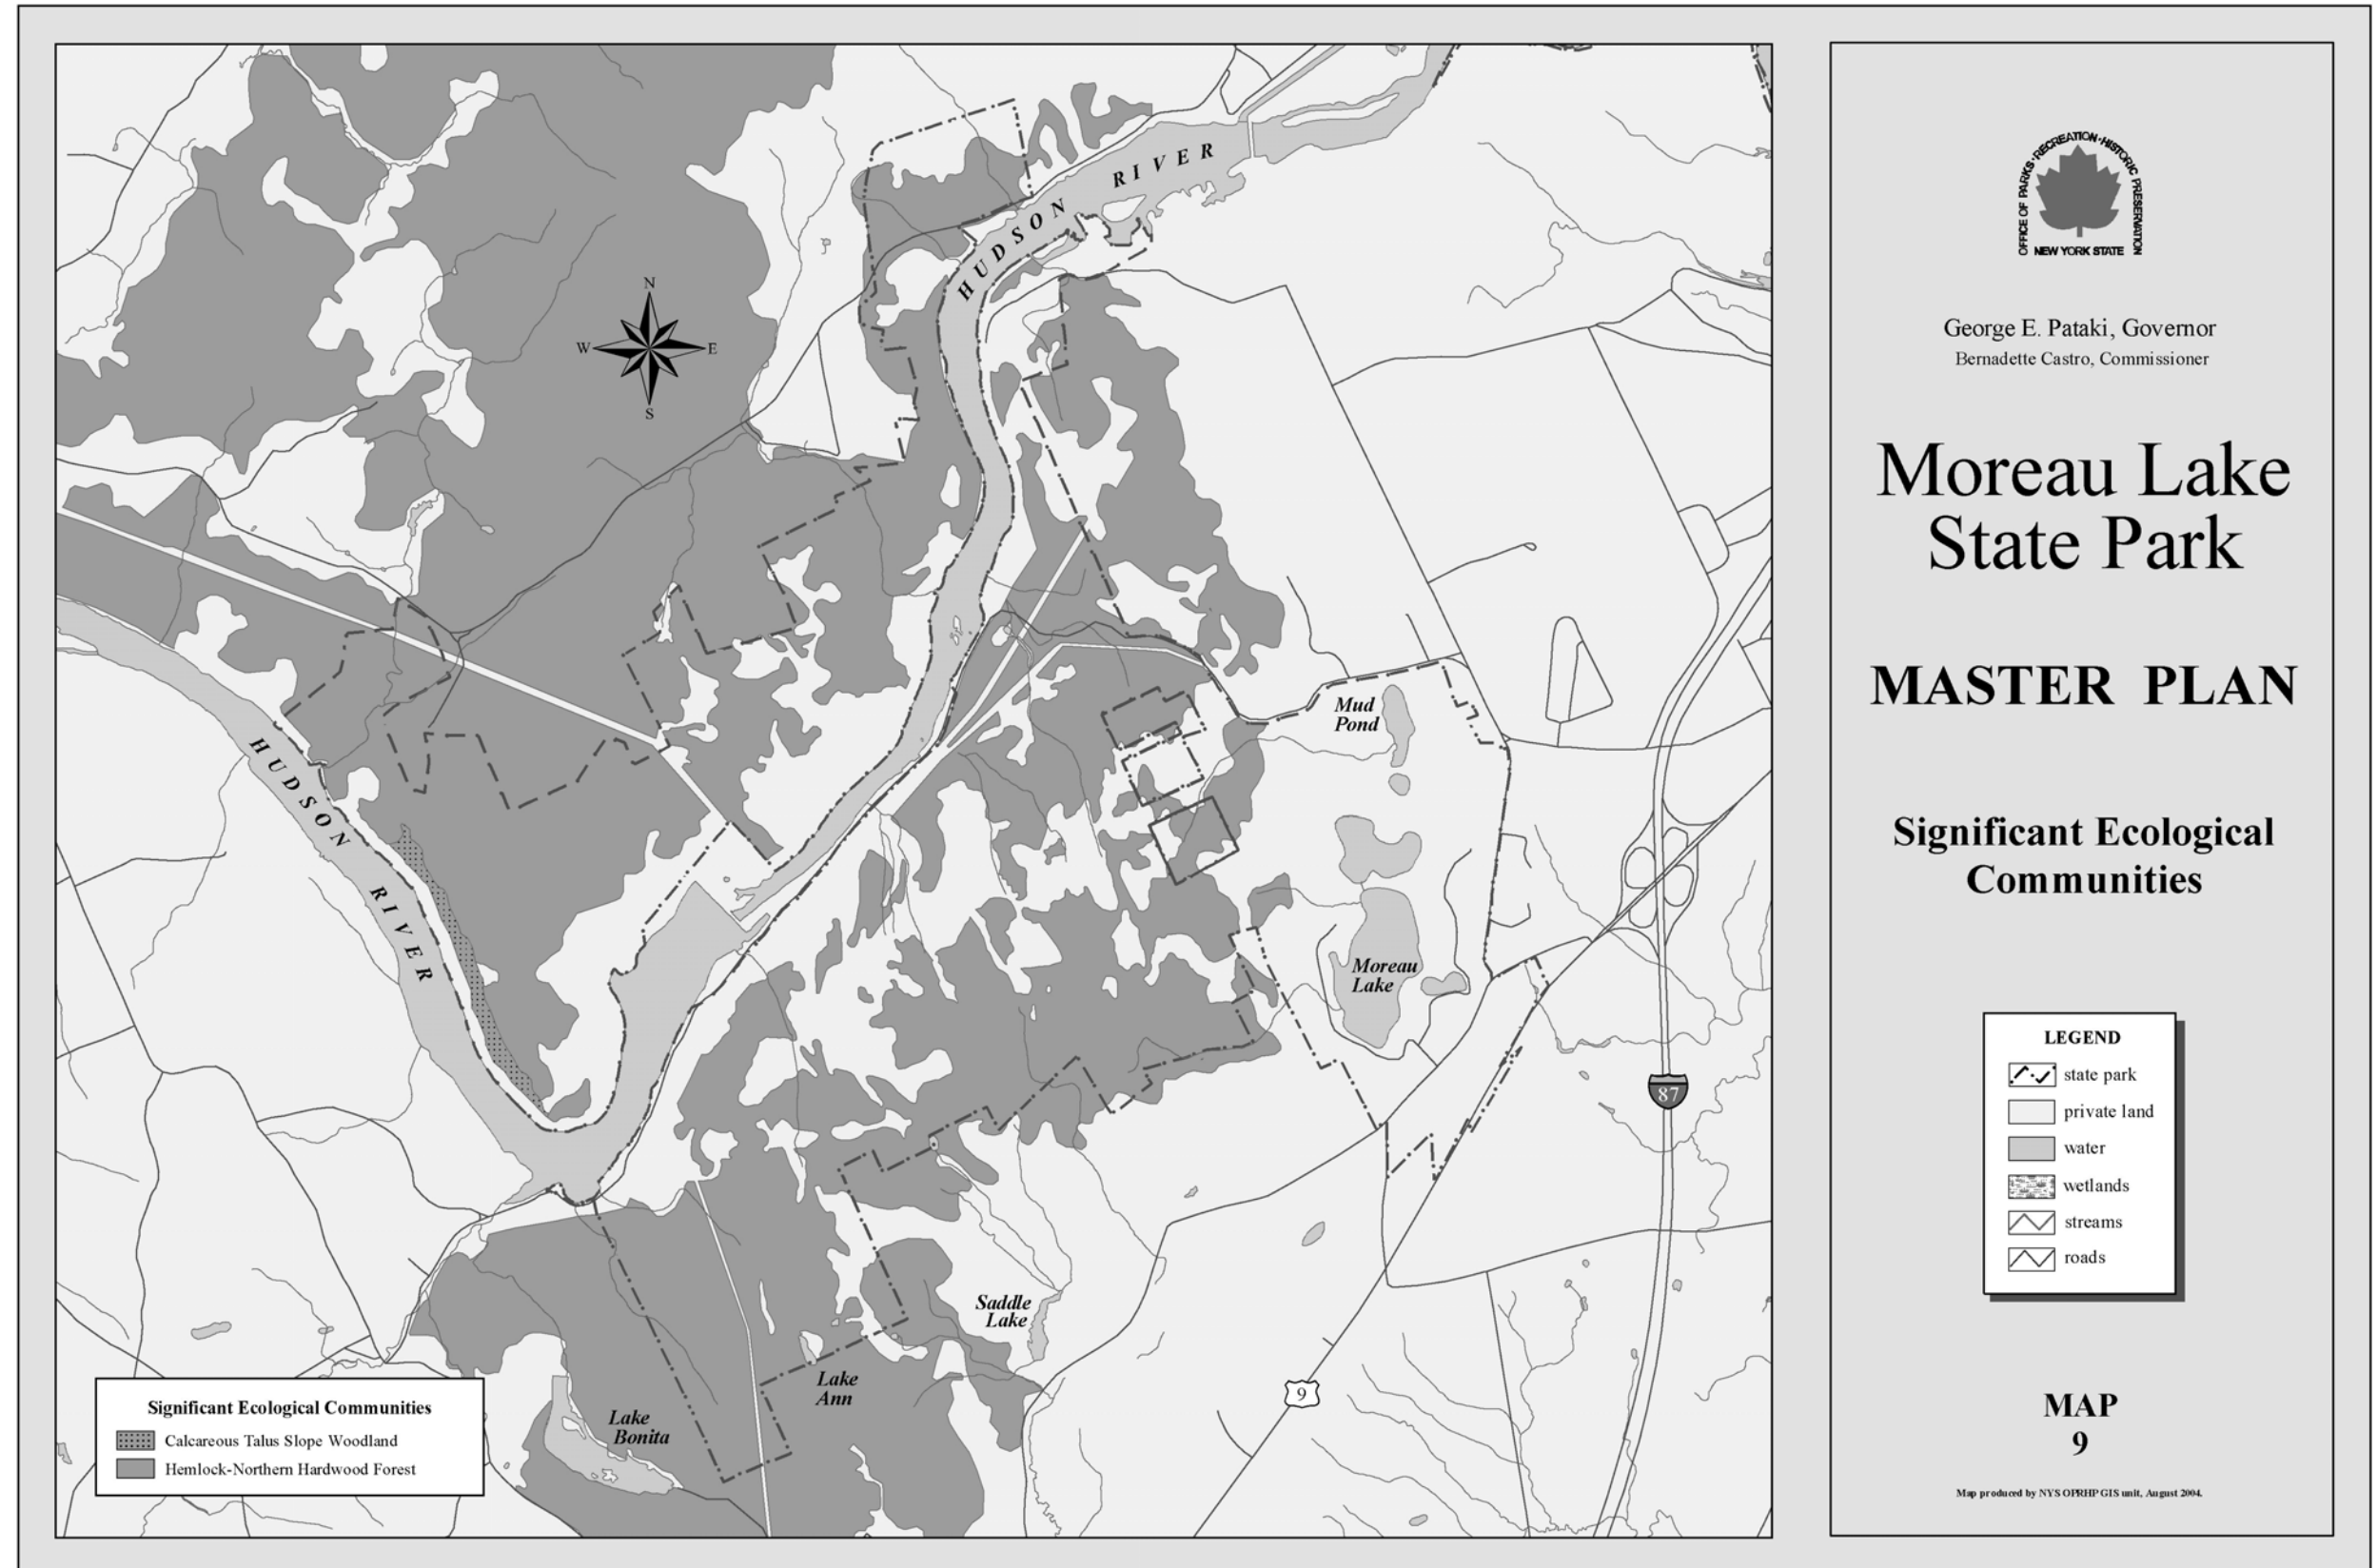 HUDSON RIVER
N
W E
S
HUDSON RIVER
Mud
Pond
Moreau
Lake
87
Saddle
Lake
Lake
Ann
Lake
Bonita
9
Significant Ecological Communities
Calcareous Talus Slope Woodland
Hemlock-Northern Hardwood Forest
OFFICE OF PARKS·RECREATION·HISTORIC PRESERVATION
NEW YORK STATE
George E. Pataki, Governor
Bernadette Castro, Commissioner
Moreau Lake
State Park
MASTER PLAN
Significant Ecological
Communities
LEGEND
state park
private land
water
wetlands
streams
roads
MAP
9
Map produced by NYS OPRHP GIS unit, August 2004.